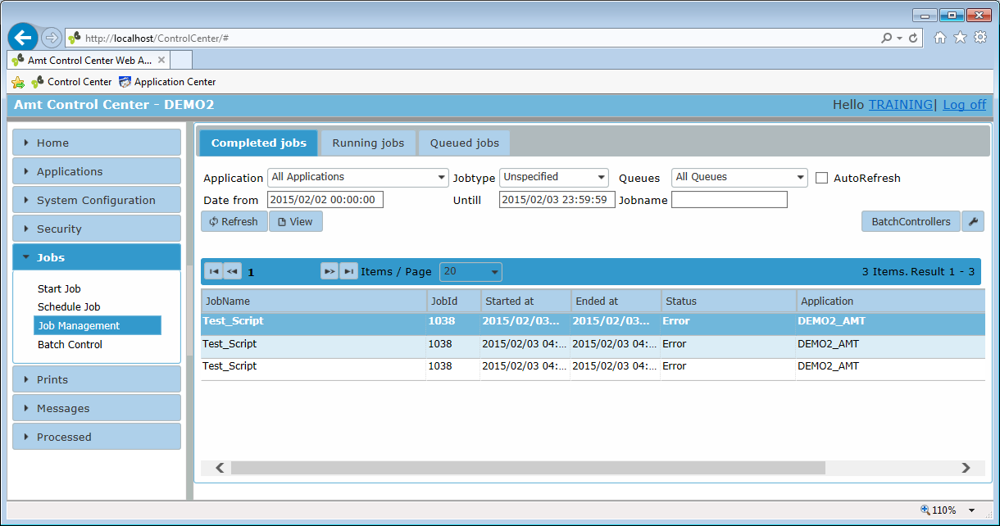 http://localhost/ControlCenter/#
Amt Control Center Web A...
Control Center Application Center
Amt Control Center - DEMO2 Hello TRAINING| Log off
Home
Applications
System Configuration
Security
Jobs
Start Job
Schedule Job
Job Management
Batch Control
Prints
Messages
Processed
Completed jobs Running jobs Queued jobs
Application All Applications Jobtype Unspecified Queues All Queues AutoRefresh
Date from 2015/02/02 00:00:00 Untill 2015/02/03 23:59:59 Jobname
Refresh View BatchControllers
1 Items / Page 20 3 Items. Result 1 - 3
JobName JobId Started at Ended at Status Application
Test_Script 1038 2015/02/03... 2015/02/03... Error DEMO2_AMT
Test_Script 1038 2015/02/03 04:... 2015/02/03 04:... Error DEMO2_AMT
Test_Script 1038 2015/02/03 04:... 2015/02/03 04:... Error DEMO2_AMT
110%